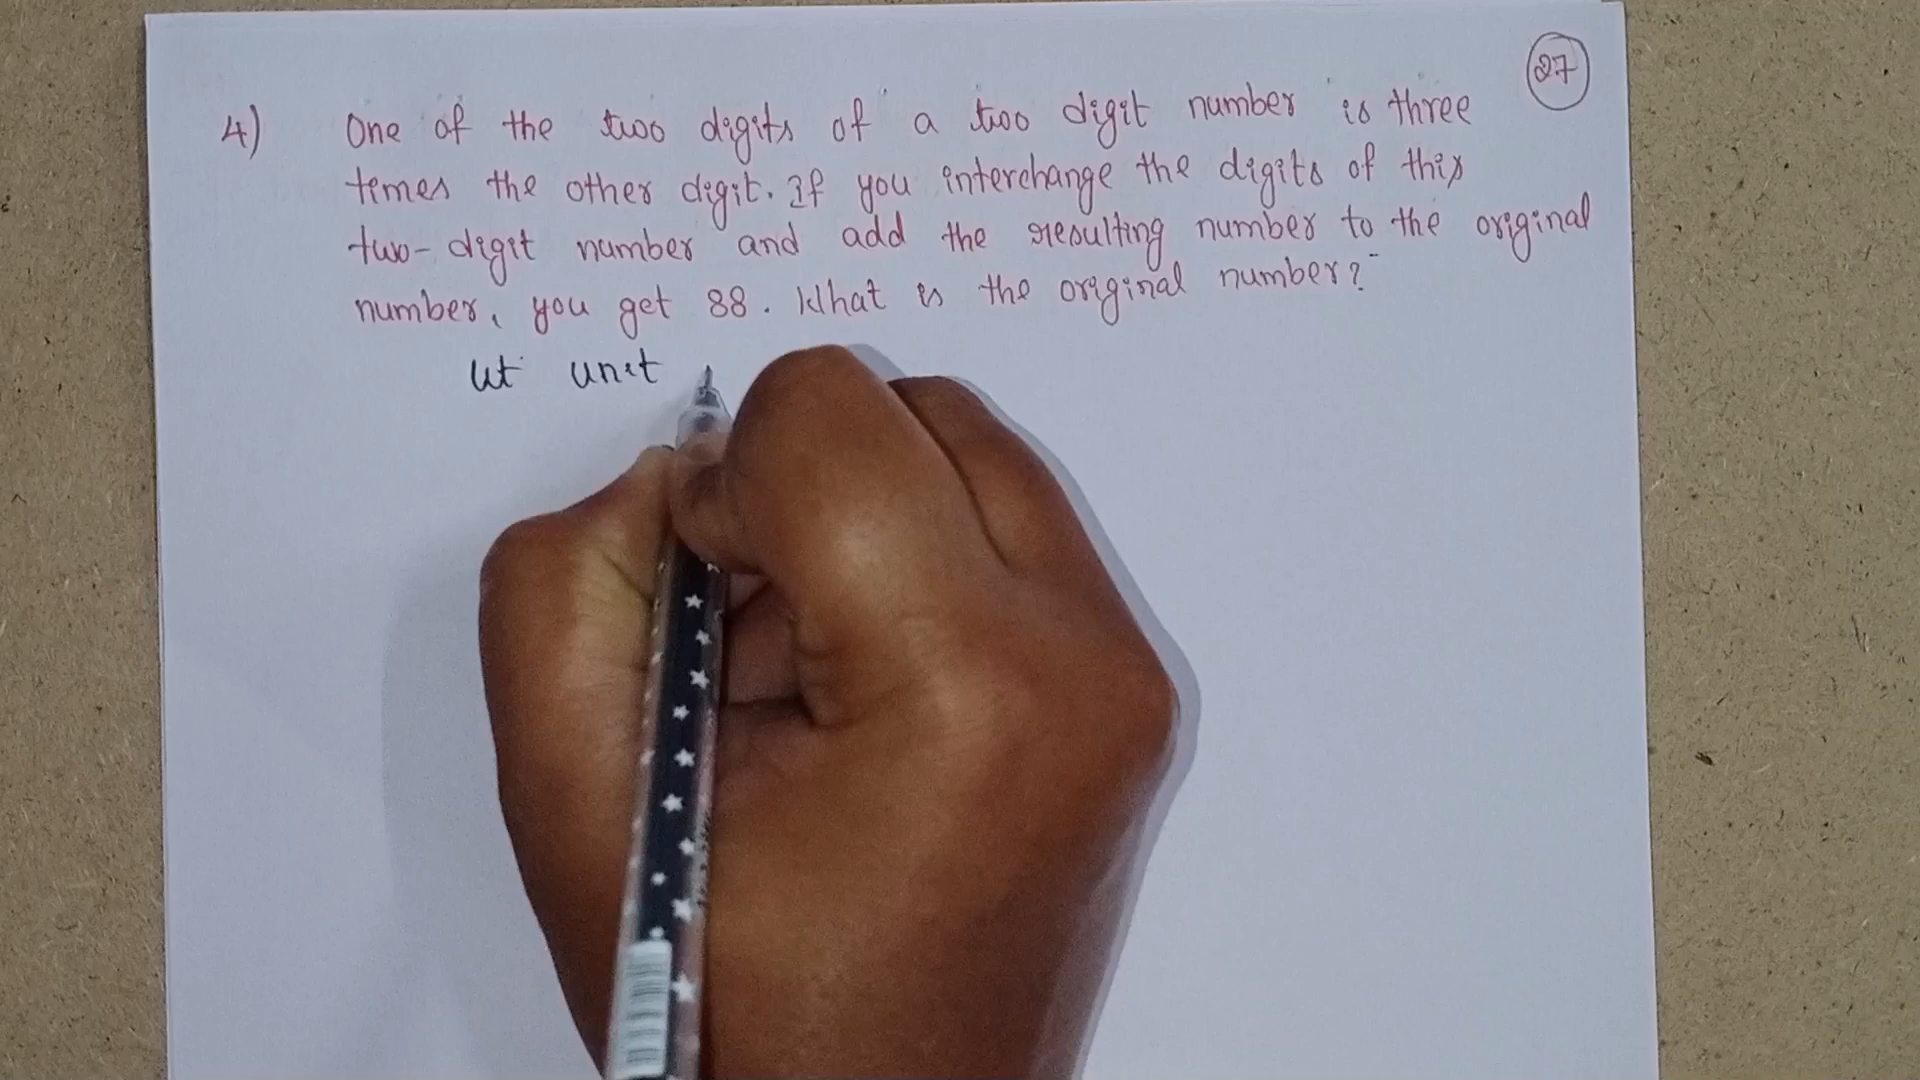 27
4) One of the two digits of a two digit number is three
times the other digit. If you interchange the digits of this
two-digit number and add the resulting number to the original
number, you get 88. What is the original number?
let unit